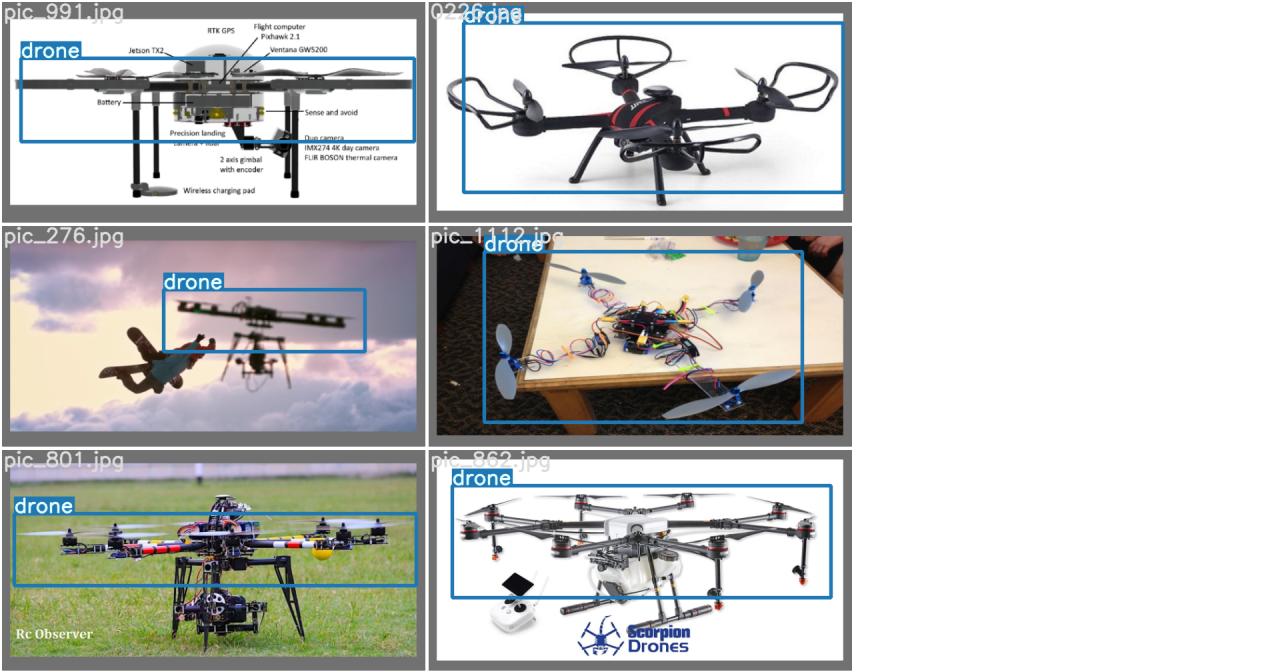 pic_991.jpg
drone
RTK GPS
Flight computer
Pixhawk 2.1
Jetson TX2
Ventana GW5200
Battery
Sense and avoid
Precision landing
camera + lidar
Duo camera
IMX274 4K day camera
FLIR BOSON thermal camera
2 axis gimbal
with encoder
Wireless charging pad
0226.jpg
drone
pic_276.jpg
drone
pic_1112.jpg
drone
pic_801.jpg
drone
Rc Observer
pic_862.jpg
drone
Scorpion
Drones